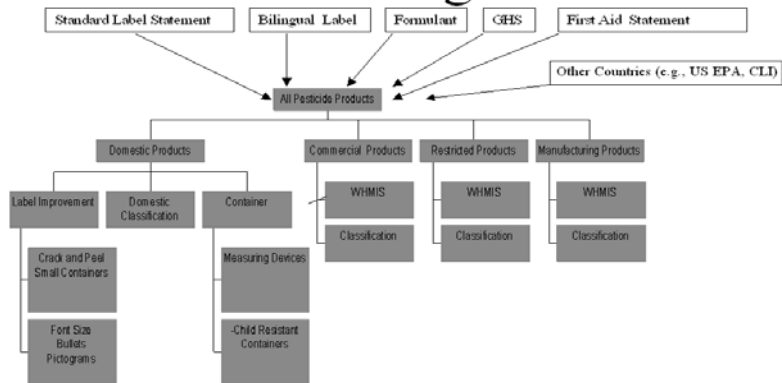 Standard Label Statement
Bilingual Label
Formulant
GHS
First Aid Statement
Other Countries (e.g., US EPA, CLI)
All Pesticide Products
Domestic Products
Commercial Products
Restricted Products
Manufacturing Products
Label Improvement
Domestic
Classification
Container
WHMIS
WHMIS
WHMIS
Classification
Classification
Classification
Crack and Peel
Small Containers
Measuring Devices
Font Size
Bullets
Pictograms
-Child Resistant
Containers